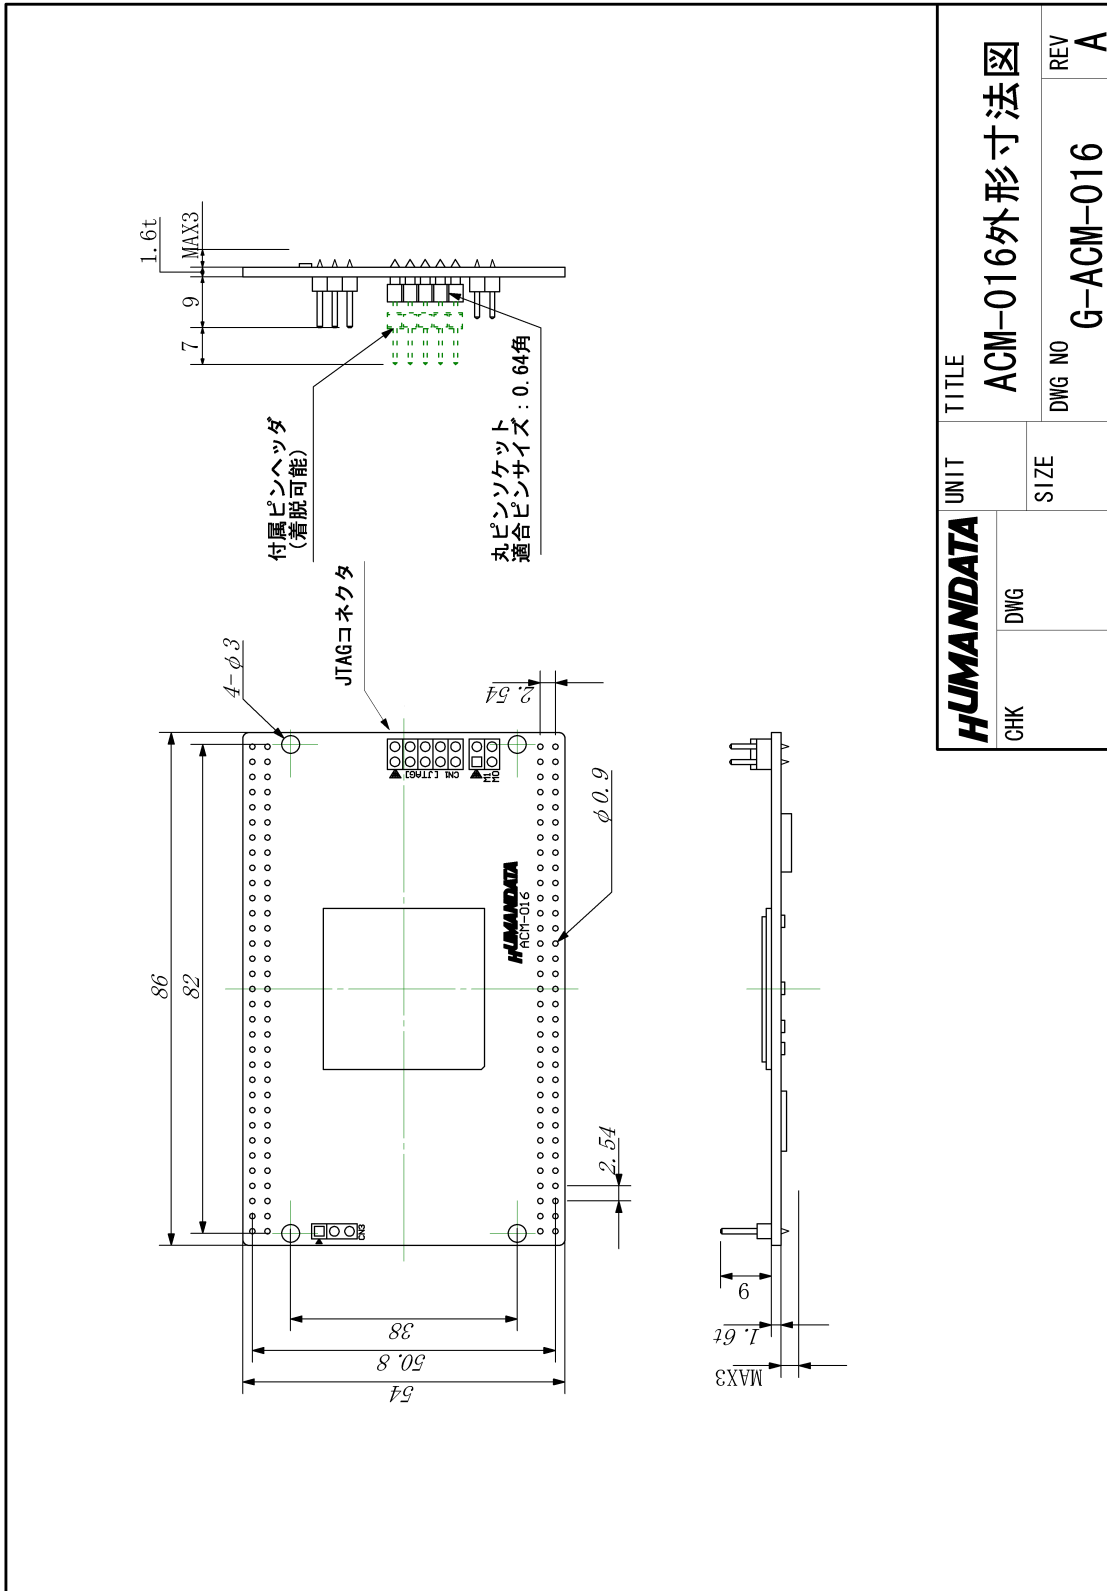 1.6t
MAX3
9
7
付属ピンヘッダ
(着脱可能)
丸ピンソケット
適合ピンサイズ：0.64角
JTAGコネクタ
4-φ3
2.54
φ0.9
86
82
CN1 [JTAG]
M1
M0
HUMANDATA
ACM-016
CN3
2.54
38
50.8
54
9
1.6t
MAX3
HUMANDATA
CHK
DWG
UNIT
SIZE
TITLE
ACM-016外形寸法図
DWG NO
G-ACM-016
REV
A